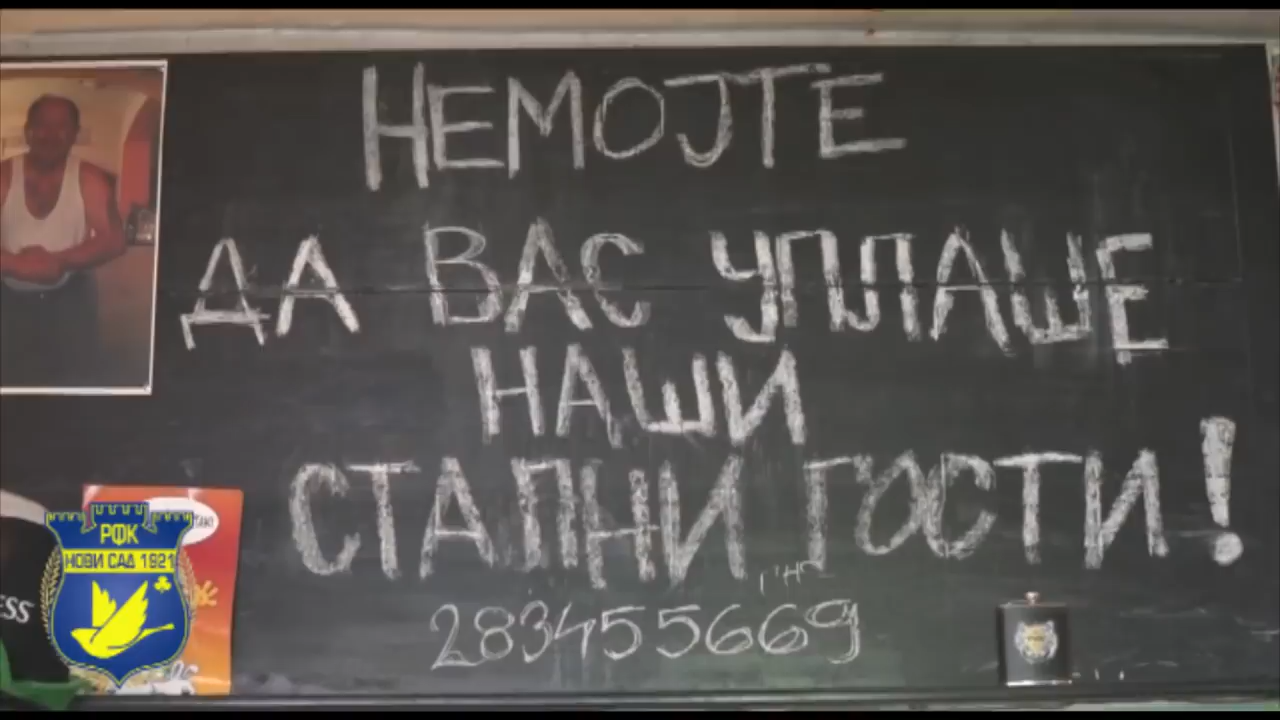 НЕМОЈТЕ
ДА ВАС УПЛАШЕ
НАШИ
СТАЛНИ ГОСТИ!
283455669
РФК
НОВИ САД 1921